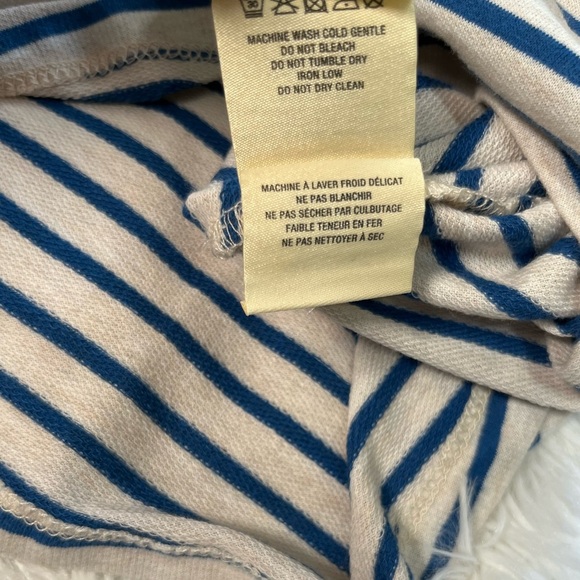 30
MACHINE WASH COLD GENTLE
DO NOT BLEACH
DO NOT TUMBLE DRY
IRON LOW
DO NOT DRY CLEAN
MACHINE À LAVER FROID DÉLICAT
NE PAS BLANCHIR
NE PAS SÉCHER PAR CULBUTAGE
FAIBLE TENEUR EN FER
NE PAS NETTOYER À SEC